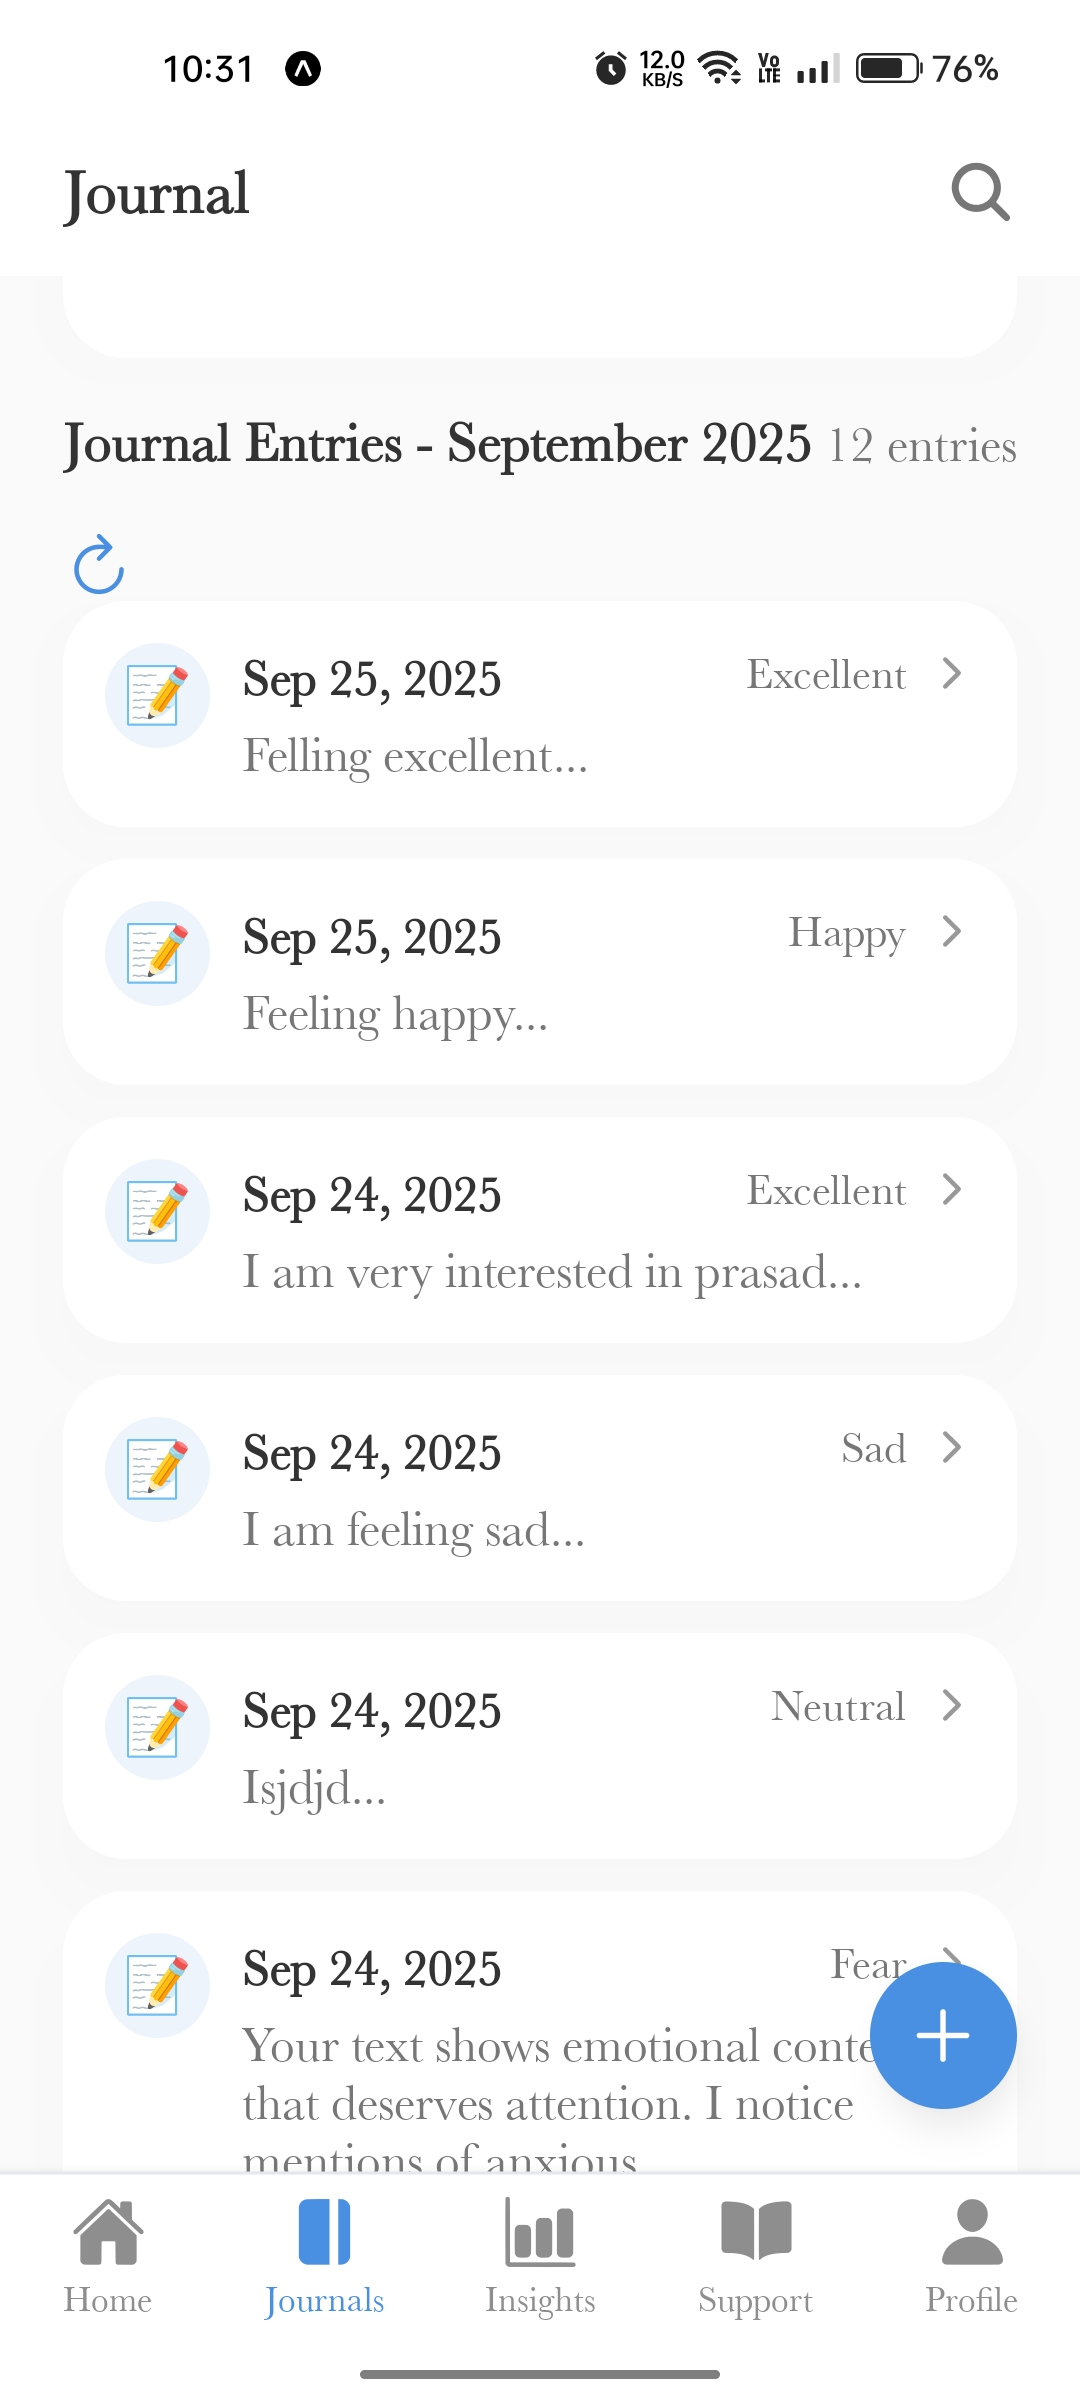 10:31 12.0 KB/S Vo LTE 76%
Journal
Journal Entries - September 2025 12 entries
Sep 25, 2025 Excellent
Felling excellent...
Sep 25, 2025 Happy
Feeling happy...
Sep 24, 2025 Excellent
I am very interested in prasad...
Sep 24, 2025 Sad
I am feeling sad...
Sep 24, 2025 Neutral
Isjdjd...
Sep 24, 2025 Fear
Your text shows emotional conte
that deserves attention. I notice
mentions of anxious
Home Journals Insights Support Profile